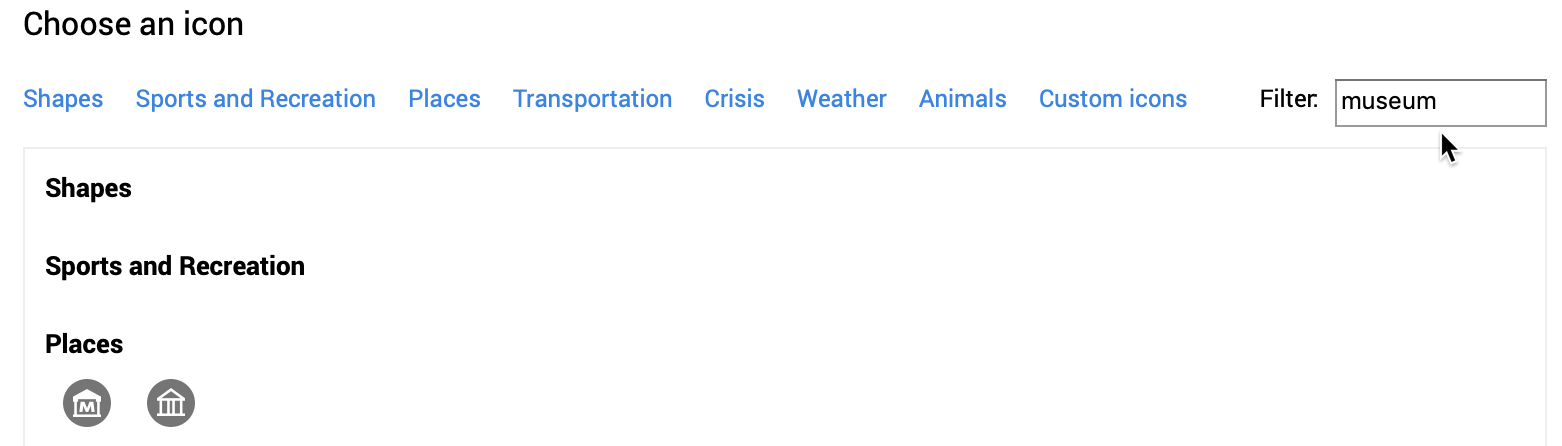 Choose an icon
Shapes Sports and Recreation Places Transportation Crisis Weather Animals Custom icons Filter: museum
Shapes
Sports and Recreation
Places
M